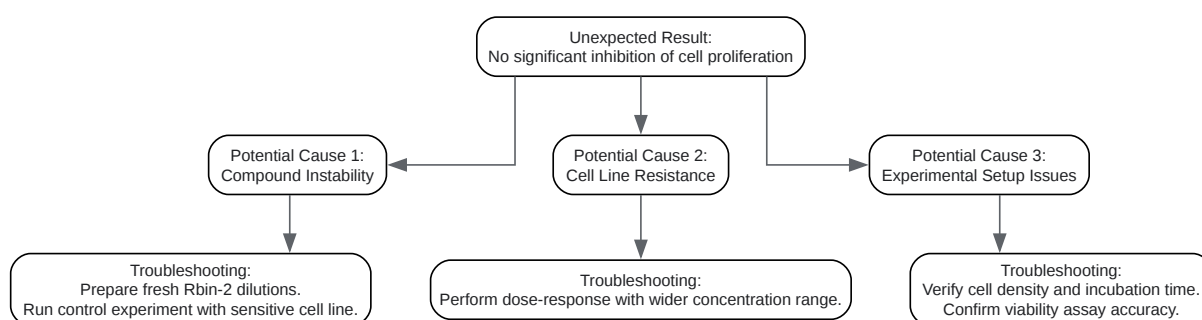 Unexpected Result:
No significant inhibition of cell proliferation
Potential Cause 1:
Compound Instability
Potential Cause 2:
Cell Line Resistance
Potential Cause 3:
Experimental Setup Issues
Troubleshooting:
Prepare fresh Rbin-2 dilutions.
Run control experiment with sensitive cell line.
Troubleshooting:
Perform dose-response with wider concentration range.
Troubleshooting:
Verify cell density and incubation time.
Confirm viability assay accuracy.